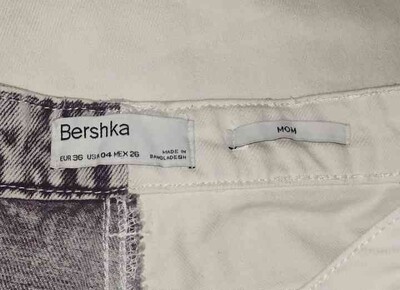 Bershka
EUR 36 USA 04 MEX 26
MADE IN
BANGLADESH
MOM